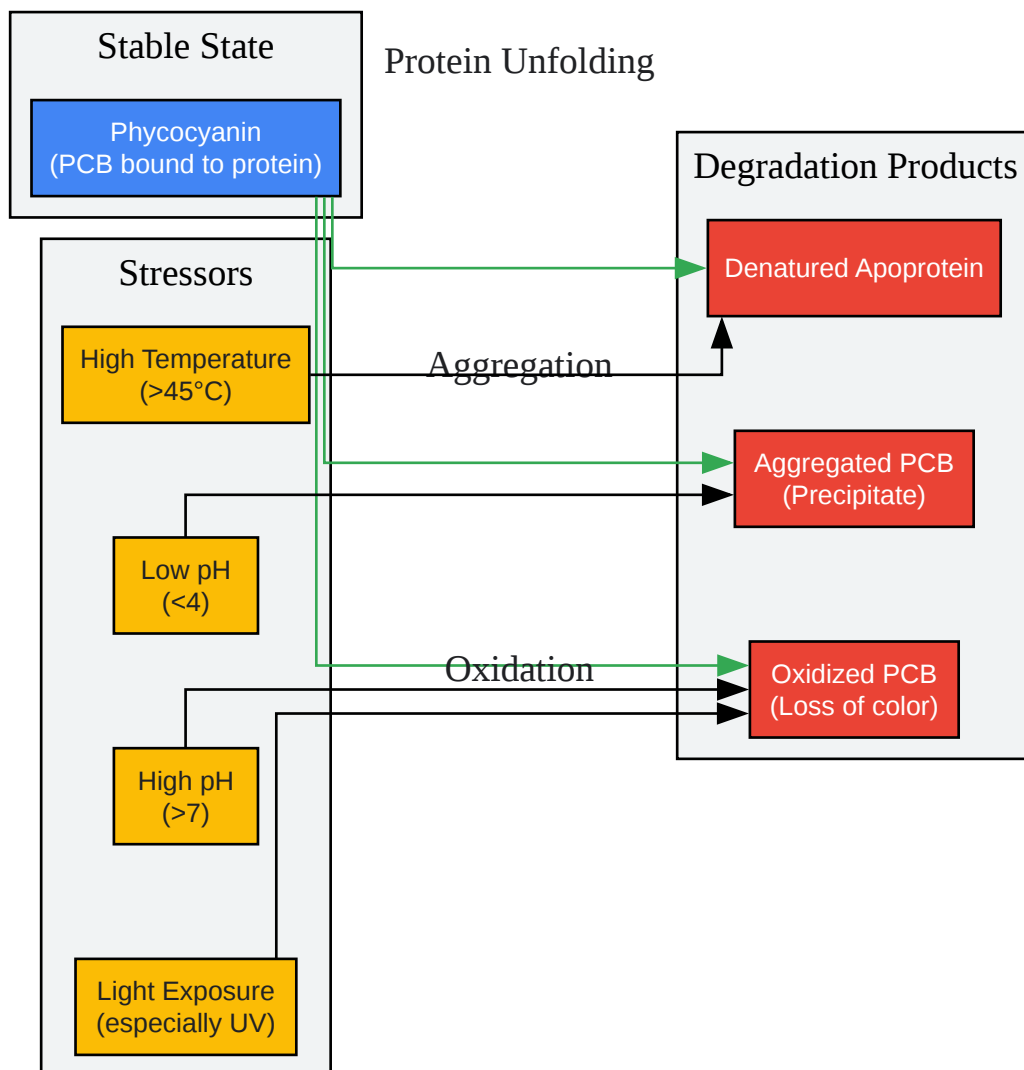 Stable State
Protein Unfolding
Phycocyanin
(PCB bound to protein)
Degradation Products
Denatured Apoprotein
Stressors
High Temperature
(>45°C)
Aggregation
Aggregated PCB
(Precipitate)
Low pH
(<4)
Oxidation
Oxidized PCB
(Loss of color)
High pH
(>7)
Light Exposure
(especially UV)